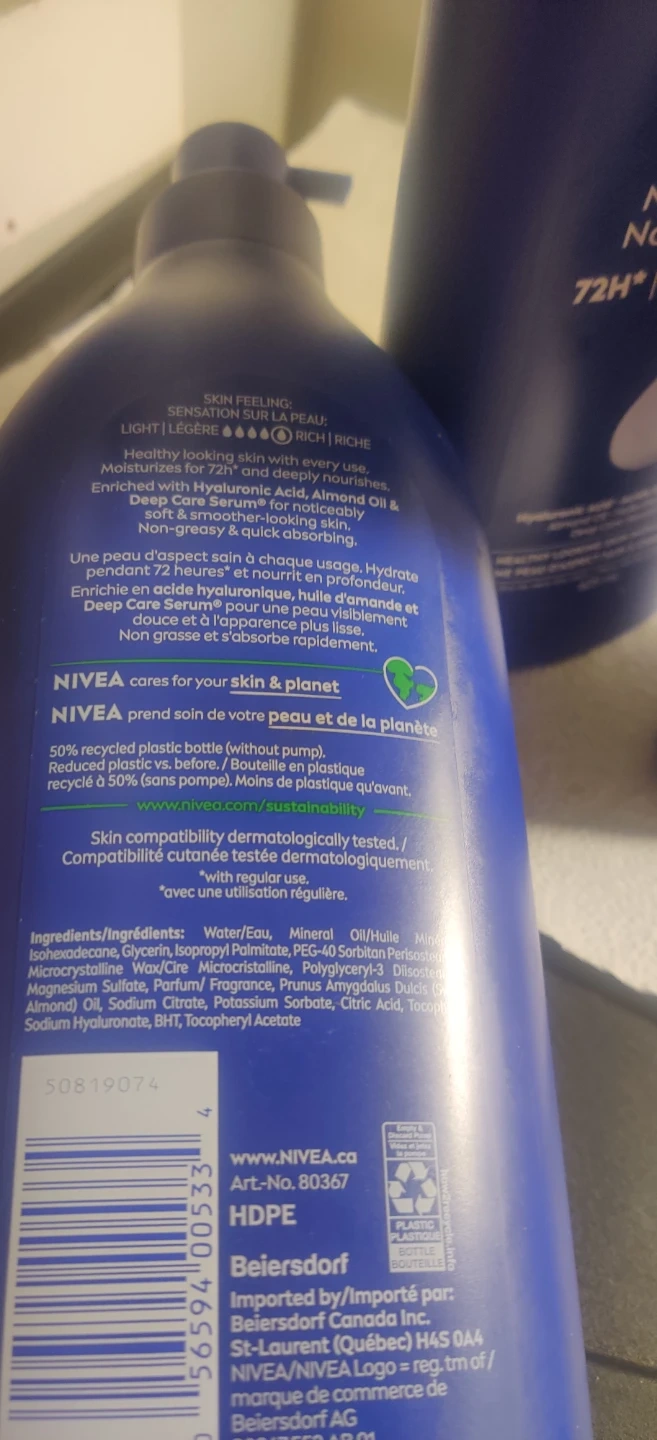 SKIN FEELING:
SENSATION SUR LA PEAU:
LIGHT | LÉGÈRE RICH | RICHE
Healthy looking skin with every use.
Moisturizes for 72h* and deeply nourishes.
Enriched with Hyaluronic Acid, Almond Oil &
Deep Care Serum® for noticeably
soft & smoother-looking skin.
Non-greasy & quick absorbing.
Une peau d'aspect sain à chaque usage. Hydrate
pendant 72 heures* et nourrit en profondeur.
Enrichie en acide hyaluronique, huile d'amande et
Deep Care Serum® pour une peau visiblement
douce et à l'apparence plus lisse.
Non grasse et s'absorbe rapidement.
NIVEA cares for your skin & planet
NIVEA prend soin de votre peau et de la planète
50% recycled plastic bottle (without pump).
Reduced plastic vs. before. / Bouteille en plastique
recyclé à 50% (sans pompe). Moins de plastique qu'avant.
www.nivea.com/sustainability
Skin compatibility dermatologically tested. /
Compatibilité cutanée testée dermatologiquement.
*with regular use.
*avec une utilisation régulière.
Ingredients/Ingrédients: Water/Eau, Mineral Oil/Huile
Isohexadecane, Glycerin, Isopropyl Palmitate, PEG-40 Sorbitan
Microcrystalline Wax/Cire Microcristalline, Polyglyceryl-3
Magnesium Sulfate, Parfum/ Fragrance, Prunus Amygdalus Dulcis
Almond) Oil, Sodium Citrate, Potassium Sorbate, Citric Acid,
Sodium Hyaluronate, BHT, Tocopheryl Acetate
50819074
56594 00533 4
www.NIVEA.ca
Art.-No. 80367
HDPE
Beiersdorf
Imported by/Importé par:
Beiersdorf Canada Inc.
St-Laurent (Québec) H4S 0A4
NIVEA/NIVEA Logo = reg. tm of /
marque de commerce de
Beiersdorf AG
Empty &
PLASTIC
PLASTIQUE
BOTTLE
BOUTEILLE
how2recycle.info
72H*